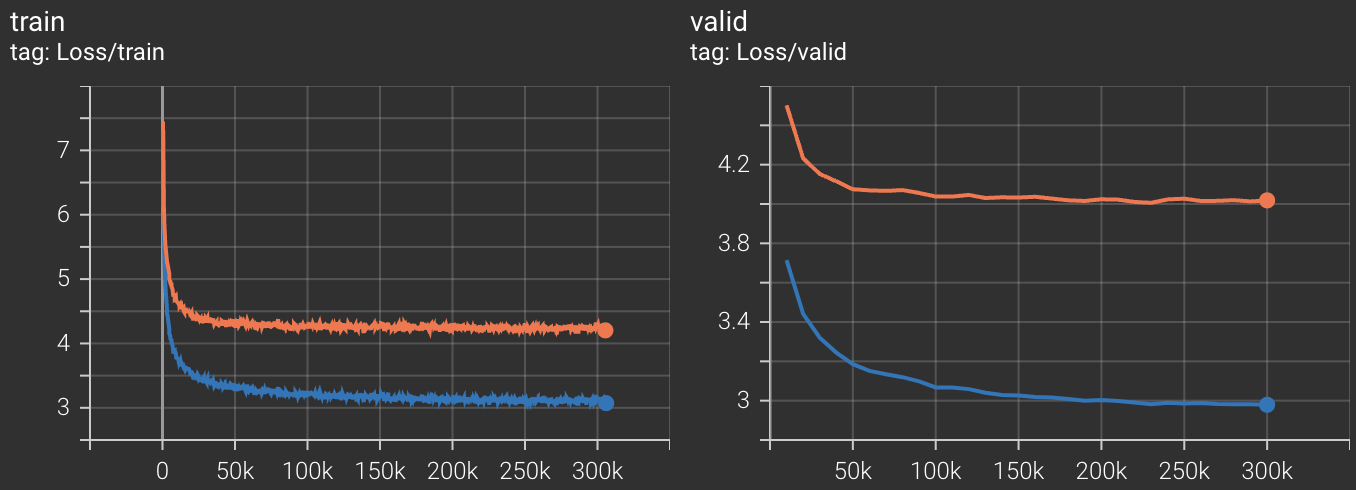 train
tag: Loss/train
7
6
5
4
3
0 50k 100k 150k 200k 250k 300k
valid
tag: Loss/valid
4.2
3.8
3.4
3
50k 100k 150k 200k 250k 300k